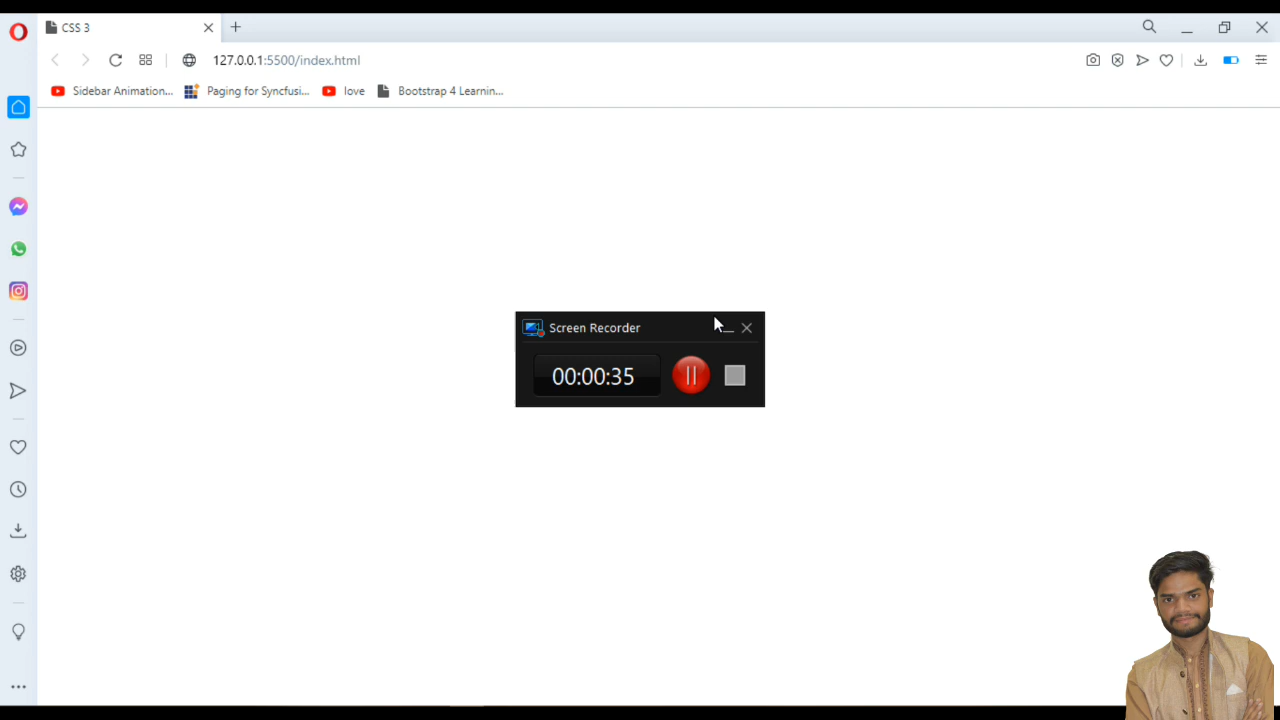 CSS 3
127.0.0.1:5500/index.html
Sidebar Animation... Paging for Syncfusi... love Bootstrap 4 Learnin...
Screen Recorder
00:00:35